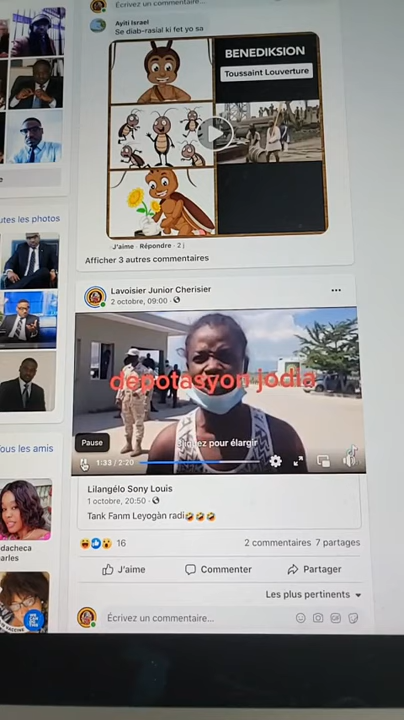 Écrivez un commentaire...
Ayiti Israel
Se diab-rasial ki fet yo sa
BENEDIKSION
Toussaint Louverture
J'aime · Répondre · 2 j
Afficher 3 autres commentaires
utes les photos
Lavoisier Junior Cherisier
2 octobre, 09:00 ·
depotasyon jodia
Cliquez pour élargir
Pause
1:33 / 2:20
ous les amis
Lilangélo Sony Louis
1 octobre, 20:50 ·
Tank Fanm Leyogàn radi🤣🤣🤣
16
2 commentaires 7 partages
dacheca
arles
J'aime
Commenter
Partager
Les plus pertinents
Écrivez un commentaire...
GIF